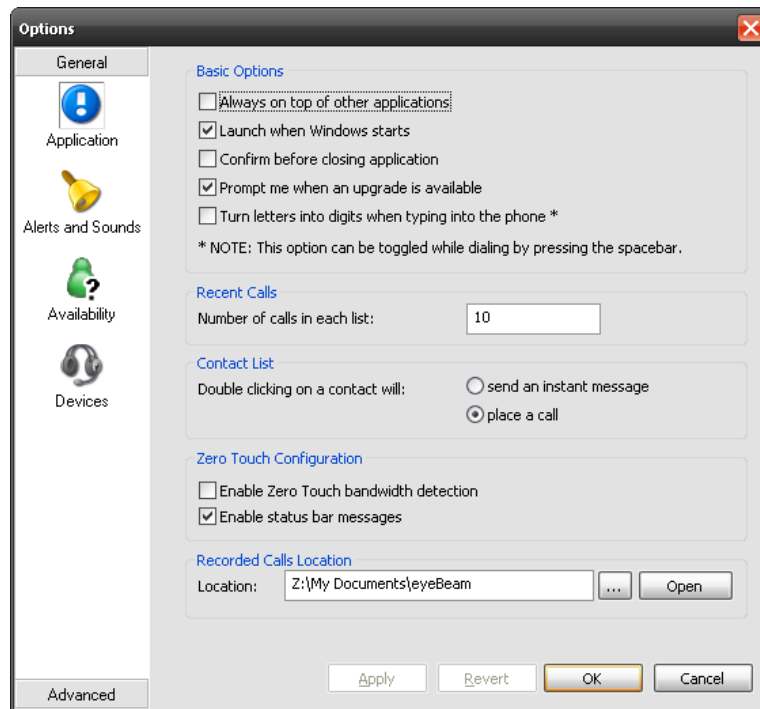 Options
General
Application
Alerts and Sounds
Availability
Devices
Advanced
Basic Options
Always on top of other applications
Launch when Windows starts
Confirm before closing application
Prompt me when an upgrade is available
Turn letters into digits when typing into the phone *
* NOTE: This option can be toggled while dialing by pressing the spacebar.
Recent Calls
Number of calls in each list: 10
Contact List
Double clicking on a contact will: send an instant message
place a call
Zero Touch Configuration
Enable Zero Touch bandwidth detection
Enable status bar messages
Recorded Calls Location
Location: Z:\My Documents\eyeBeam ... Open
Apply Revert OK Cancel